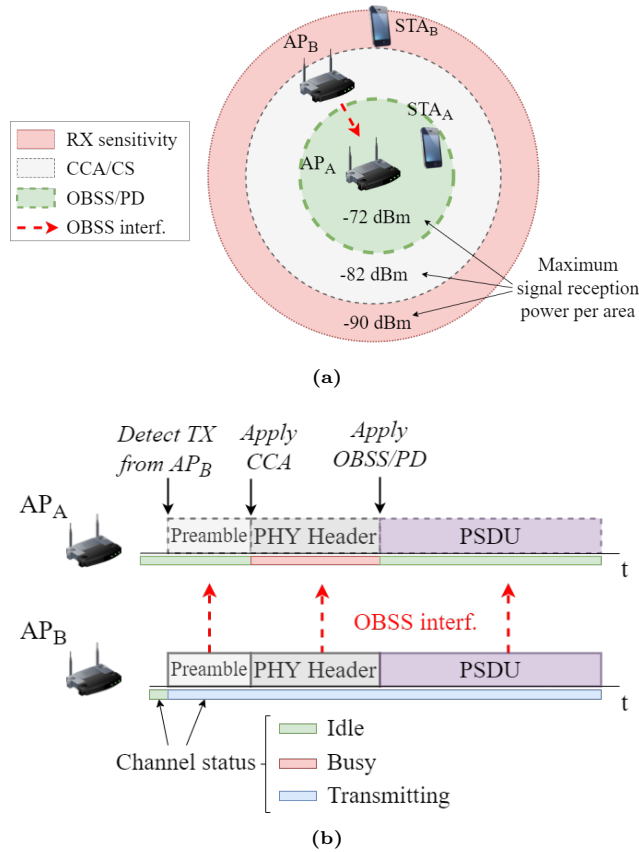 STA_B
AP_B
STA_A
AP_A
RX sensitivity
CCA/CS
OBSS/PD
OBSS interf.
-72 dBm
-82 dBm
-90 dBm
Maximum
signal reception
power per area
(a)
Detect TX
from AP_B
Apply
CCA
Apply
OBSS/PD
AP_A
Preamble
PHY Header
PSDU
t
OBSS interf.
AP_B
Preamble
PHY Header
PSDU
t
Channel status
Idle
Busy
Transmitting
(b)